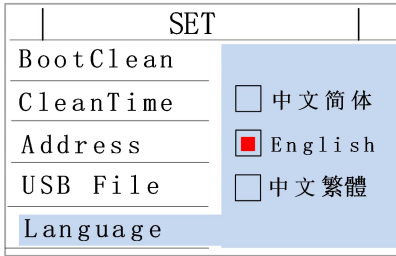 SET
BootClean
CleanTime
Address
USB File
Language
中文简体
English
中文繁體